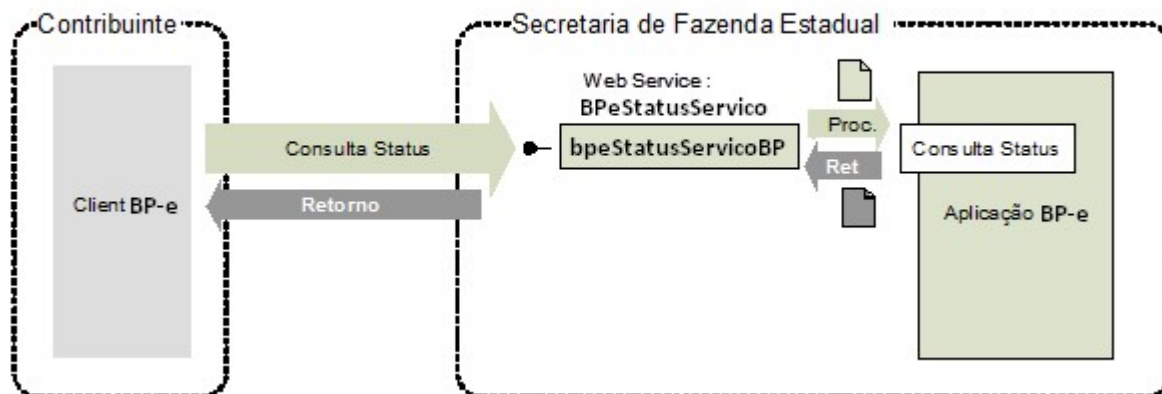 Contribuinte
Secretaria de Fazenda Estadual
Web Service :
BPeStatusServico
Consulta Status
bpeStatusServicoBP
Proc.
Ret
Consulta Status
Client BP-e
Retorno
Aplicação BP-e